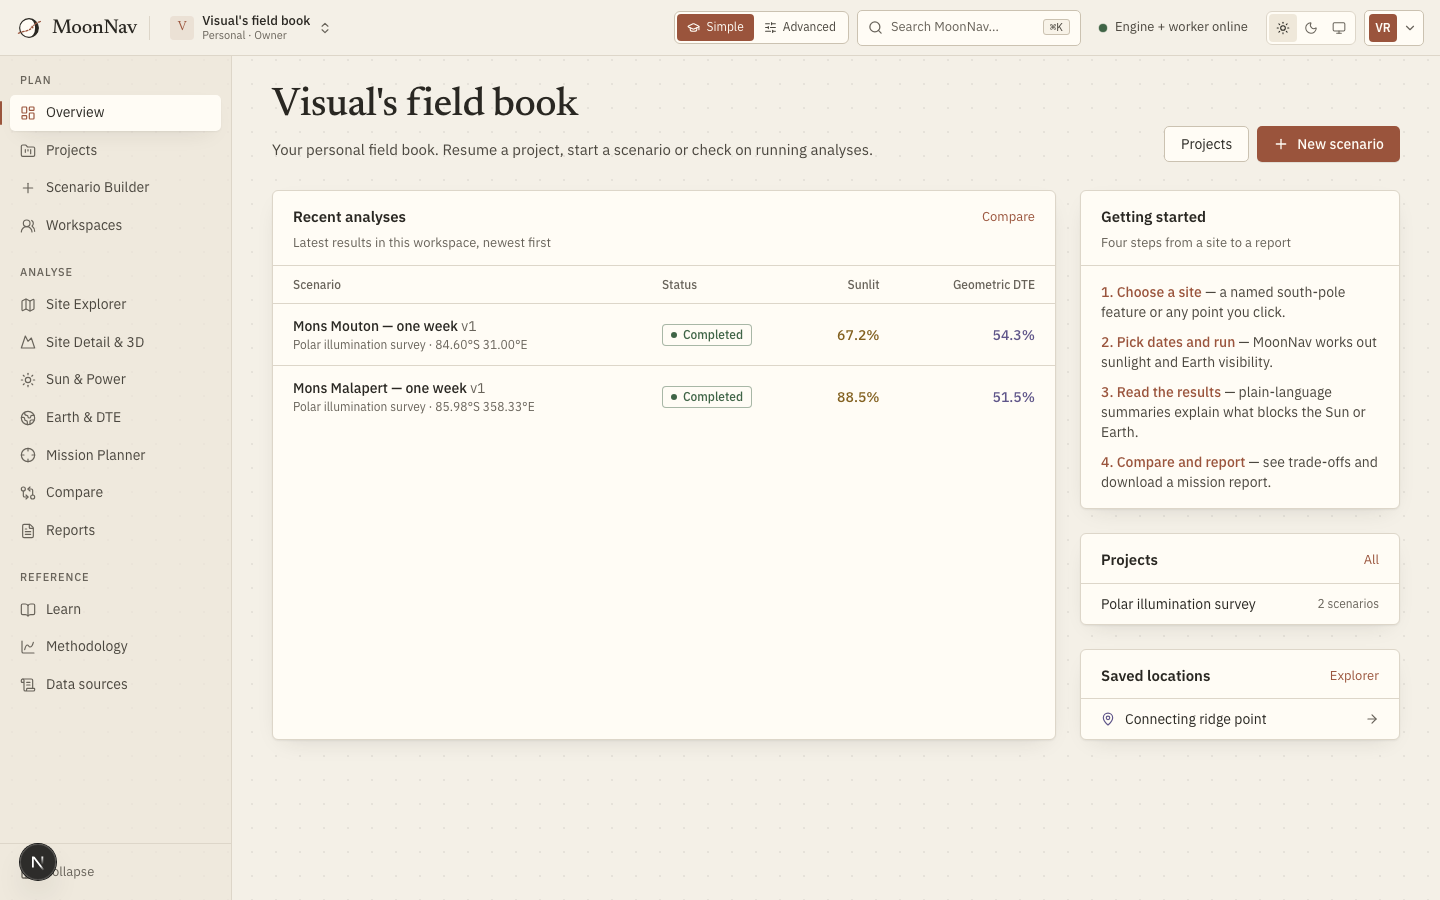 MoonNav
V
Visual's field book
Personal · Owner
Simple
Advanced
Search MoonNav...
⌘K
Engine + worker online
VR
PLAN
Overview
Projects
Scenario Builder
Workspaces
ANALYSE
Site Explorer
Site Detail & 3D
Sun & Power
Earth & DTE
Mission Planner
Compare
Reports
REFERENCE
Learn
Methodology
Data sources
N
Visual's field book
Your personal field book. Resume a project, start a scenario or check on running analyses.
Projects
New scenario
Recent analyses
Compare
Latest results in this workspace, newest first
Scenario Status Sunlit Geometric DTE
Mons Mouton — one week v1
Polar illumination survey · 84.60°S 31.00°E
Completed
67.2%
54.3%
Mons Malapert — one week v1
Polar illumination survey · 85.98°S 358.33°E
Completed
88.5%
51.5%
Getting started
Four steps from a site to a report
1. Choose a site — a named south-pole
feature or any point you click.
2. Pick dates and run — MoonNav works out
sunlight and Earth visibility.
3. Read the results — plain-language
summaries explain what blocks the Sun or
Earth.
4. Compare and report — see trade-offs and
download a mission report.
Projects
All
Polar illumination survey
2 scenarios
Saved locations
Explorer
Connecting ridge point